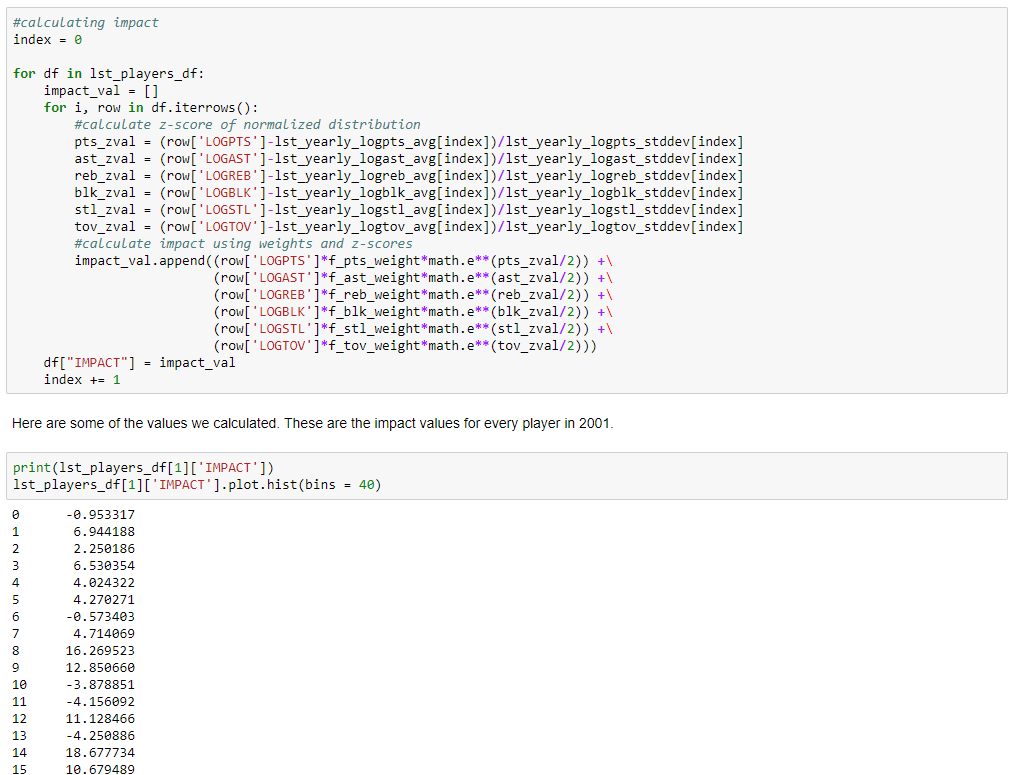 #calculating impact
index = 0
for df in lst_players_df:
    impact_val = []
    for i, row in df.iterrows():
        #calculate z-score of normalized distribution
        pts_zval = (row['LOGPTS']-lst_yearly_logpts_avg[index])/lst_yearly_logpts_stddev[index]
        ast_zval = (row['LOGAST']-lst_yearly_logast_avg[index])/lst_yearly_logast_stddev[index]
        reb_zval = (row['LOGREB']-lst_yearly_logreb_avg[index])/lst_yearly_logreb_stddev[index]
        blk_zval = (row['LOGBLK']-lst_yearly_logblk_avg[index])/lst_yearly_logblk_stddev[index]
        stl_zval = (row['LOGSTL']-lst_yearly_logstl_avg[index])/lst_yearly_logstl_stddev[index]
        tov_zval = (row['LOGTOV']-lst_yearly_logtov_avg[index])/lst_yearly_logtov_stddev[index]
        #calculate impact using weights and z-scores
        impact_val.append((row['LOGPTS']*f_pts_weight*math.e**(pts_zval/2)) +\
                          (row['LOGAST']*f_ast_weight*math.e**(ast_zval/2)) +\
                          (row['LOGREB']*f_reb_weight*math.e**(reb_zval/2)) +\
                          (row['LOGBLK']*f_blk_weight*math.e**(blk_zval/2)) +\
                          (row['LOGSTL']*f_stl_weight*math.e**(stl_zval/2)) +\
                          (row['LOGTOV']*f_tov_weight*math.e**(tov_zval/2)))
    df["IMPACT"] = impact_val
    index += 1
Here are some of the values we calculated. These are the impact values for every player in 2001.
print(lst_players_df[1]['IMPACT'])
lst_players_df[1]['IMPACT'].plot.hist(bins = 40)
0      -0.953317
1       6.944188
2       2.250186
3       6.530354
4       4.024322
5       4.270271
6      -0.573403
7       4.714069
8      16.269523
9      12.850660
10     -3.878851
11     -4.156092
12     11.128466
13     -4.250886
14     18.677734
15     10.679489